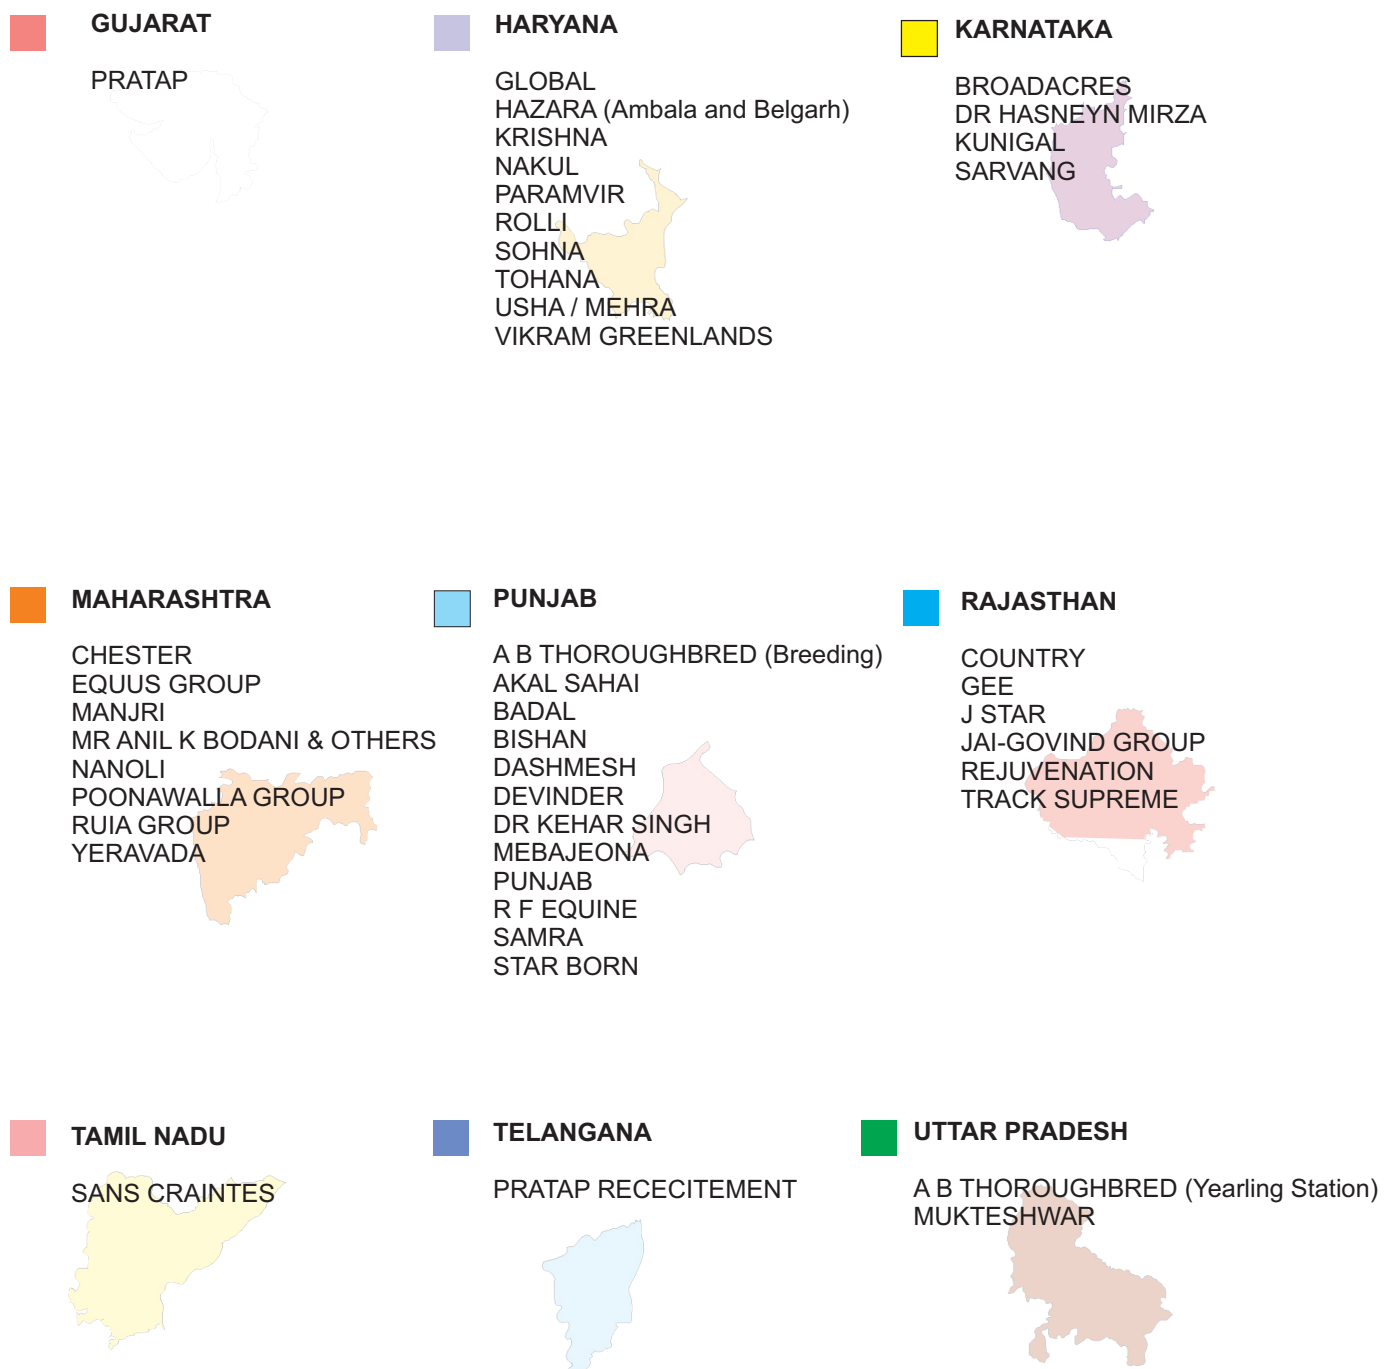 GUJARAT
PRATAP
HARYANA
GLOBAL
HAZARA (Ambala and Belgarh)
KRISHNA
NAKUL
PARAMVIR
ROLLI
SOHNA
TOHANA
USHA / MEHRA
VIKRAM GREENLANDS
KARNATAKA
BROADACRES
DR HASNEYN MIRZA
KUNIGAL
SARVANG
MAHARASHTRA
CHESTER
EQUUS GROUP
MANJRI
MR ANIL K BODANI & OTHERS
NANOLI
POONAWALLA GROUP
RUIA GROUP
YERAVADA
PUNJAB
A B THOROUGHBRED (Breeding)
AKAL SAHAI
BADAL
BISHAN
DASHMESH
DEVINDER
DR KEHAR SINGH
MEBAJEONA
PUNJAB
R F EQUINE
SAMRA
STAR BORN
RAJASTHAN
COUNTRY
GEE
J STAR
JAI-GOVIND GROUP
REJUVENATION
TRACK SUPREME
TAMIL NADU
SANS CRAINTES
TELANGANA
PRATAP RECECITEMENT
UTTAR PRADESH
A B THOROUGHBRED (Yearling Station)
MUKTESHWAR